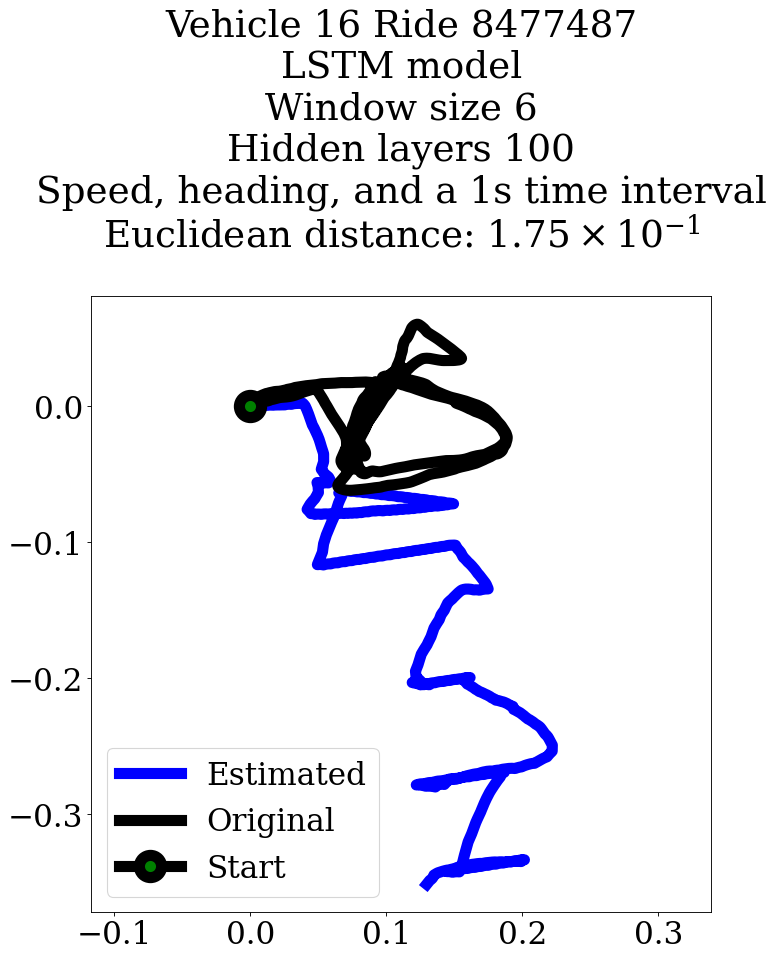 Vehicle 16 Ride 8477487
LSTM model
Window size 6
Hidden layers 100
Speed, heading, and a 1s time interval
Euclidean distance: 1.75 × 10⁻¹
0.0
−0.1
−0.2
−0.3
Estimated
Original
Start
−0.1 0.0 0.1 0.2 0.3